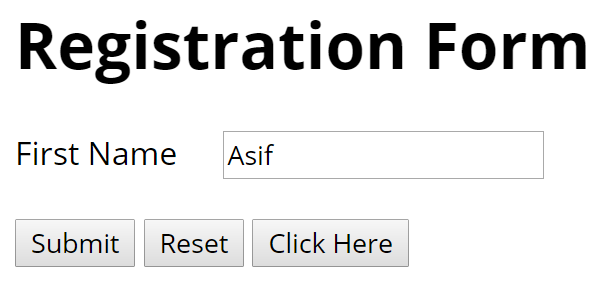 Registration Form
First Name Asif
Submit Reset Click Here